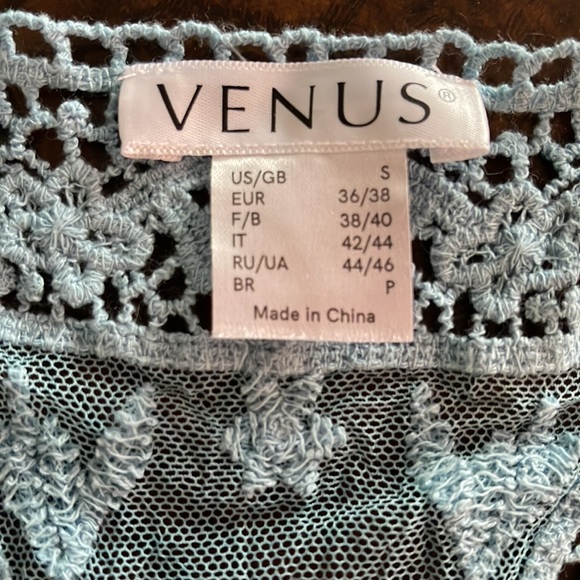 VENUS®
US/GB S
EUR 36/38
F/B 38/40
IT 42/44
RU/UA 44/46
BR P
Made in China